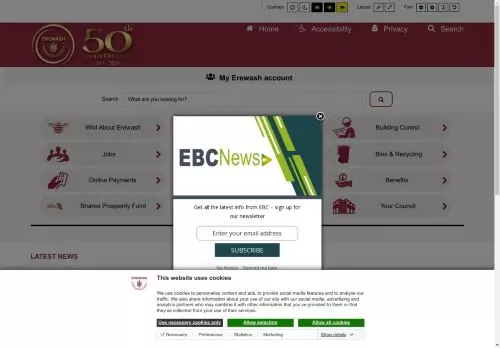 Contrast Layout Font
EREWASH
50th
Home Accessibility Privacy Search
My Erewash account
Search What are you looking for?
Wild About Erewash
Building Control
Jobs
Bins & Recycling
Online Payments
Benefits
Shared Prosperity Fund
Your Council
EBCNews
Get all the latest info from EBC – sign up for
our newsletter
Enter your email address
SUBSCRIBE
No thanks Remind me later
LATEST NEWS
EREWASH
This website uses cookies
We use cookies to personalise content and ads, to provide social media features and to analyse our
traffic. We also share information about your use of our site with our social media, advertising and
analytics partners who may combine it with other information that you've provided to them or that
they've collected from your use of their services.
Use necessary cookies only Allow selection Allow all cookies
Necessary Preferences Statistics Marketing Show details